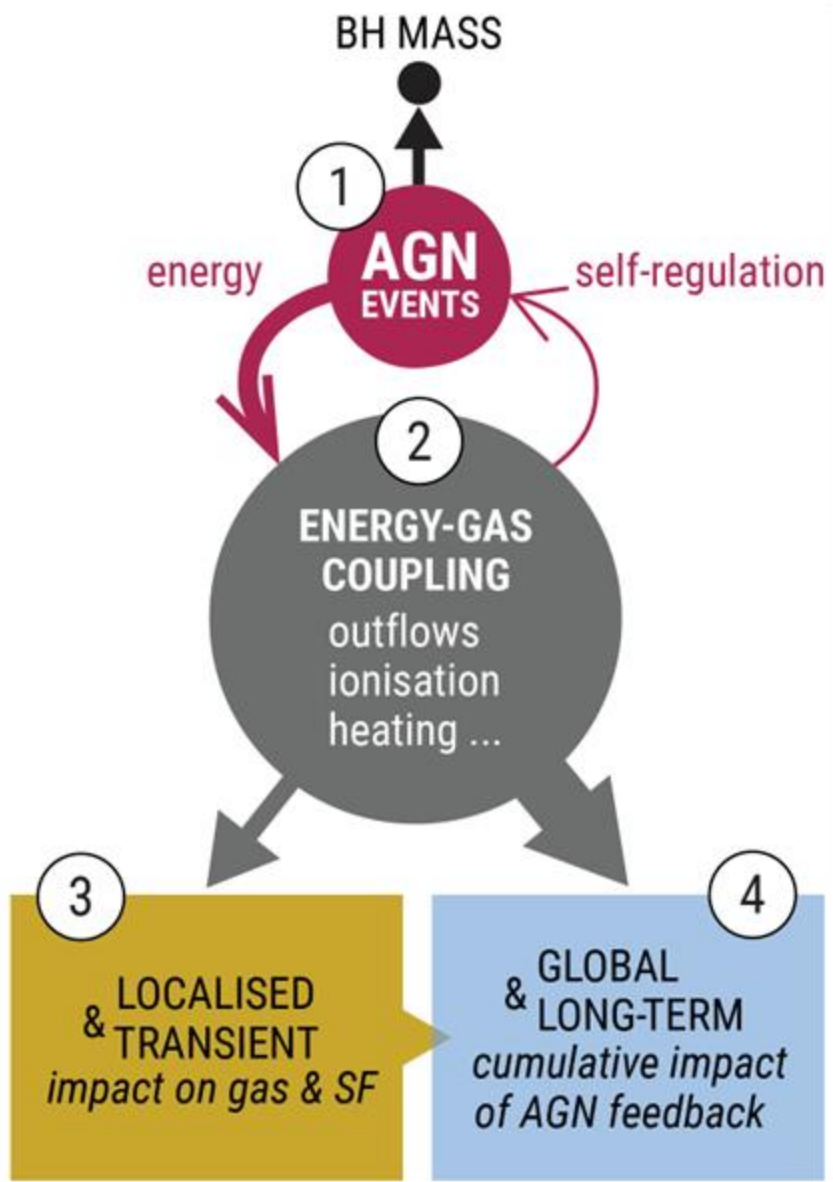 BH MASS
1
AGN
EVENTS
energy
self-regulation
2
ENERGY-GAS
COUPLING
outflows
ionisation
heating ...
3
LOCALISED
& TRANSIENT
impact on gas & SF
4
GLOBAL
& LONG-TERM
cumulative impact
of AGN feedback